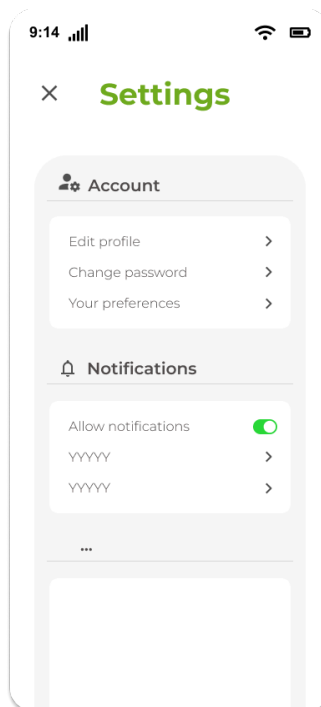 9:14
Settings
Account
Edit profile
Change password
Your preferences
Notifications
Allow notifications
YYYYY
YYYYY
...